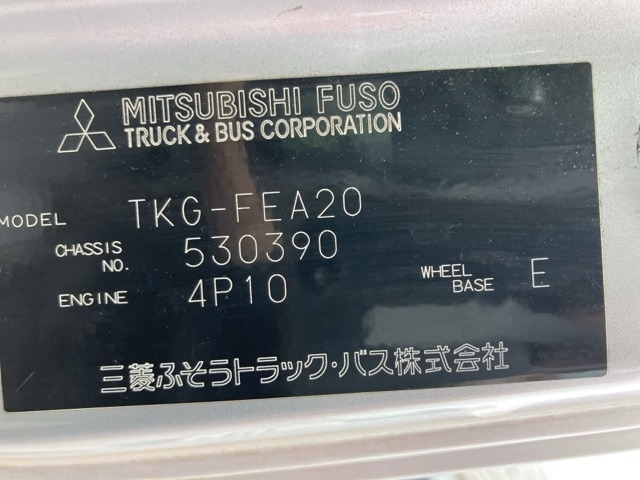 MITSUBISHI FUSO
TRUCK & BUS CORPORATION
MODEL TKG-FEA20
CHASSIS NO. 530390
ENGINE 4P10 WHEEL BASE E
三菱ふそうトラック・バス株式会社